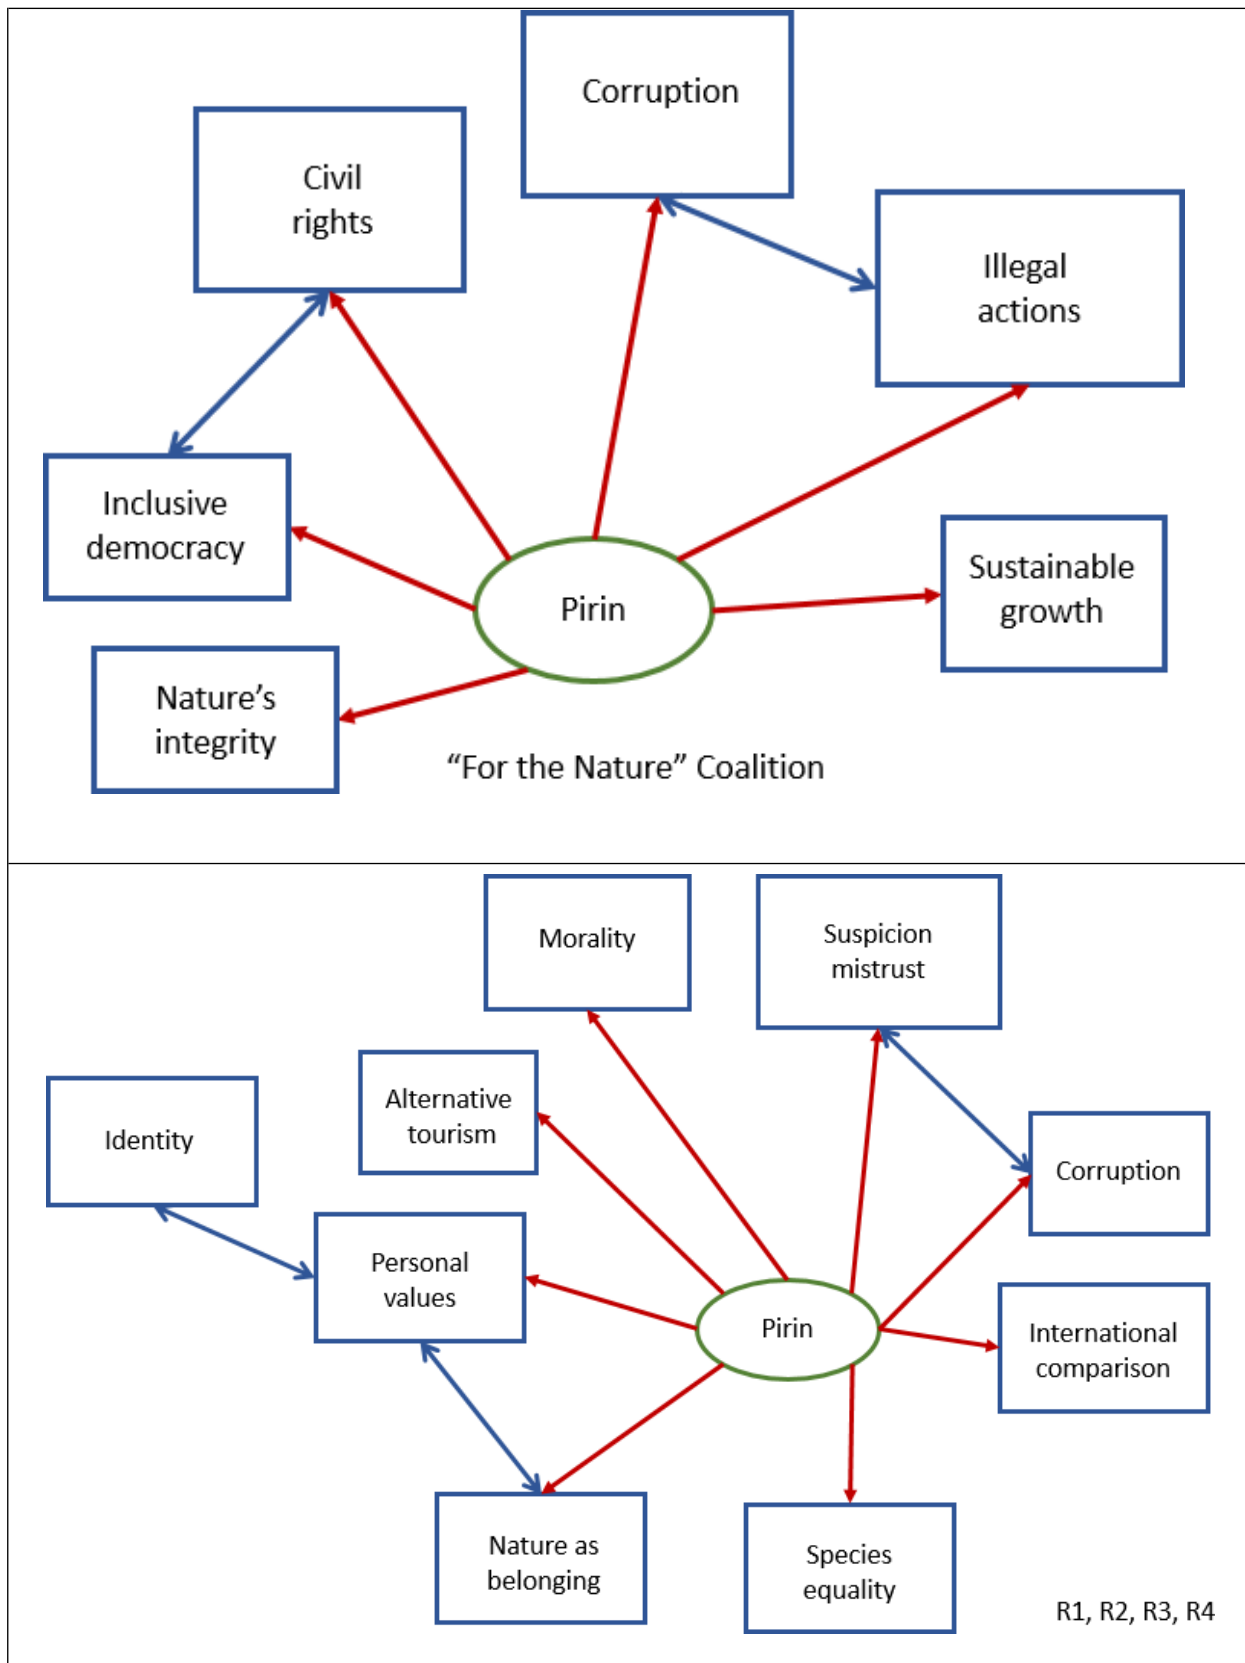 Corruption
Civil
rights
Illegal
actions
Inclusive
democracy
Sustainable
growth
Pirin
Nature’s
integrity
“For the Nature” Coalition
Morality
Suspicion
mistrust
Alternative
tourism
Identity
Corruption
Personal
values
Pirin
International
comparison
Nature as
belonging
Species
equality
R1, R2, R3, R4